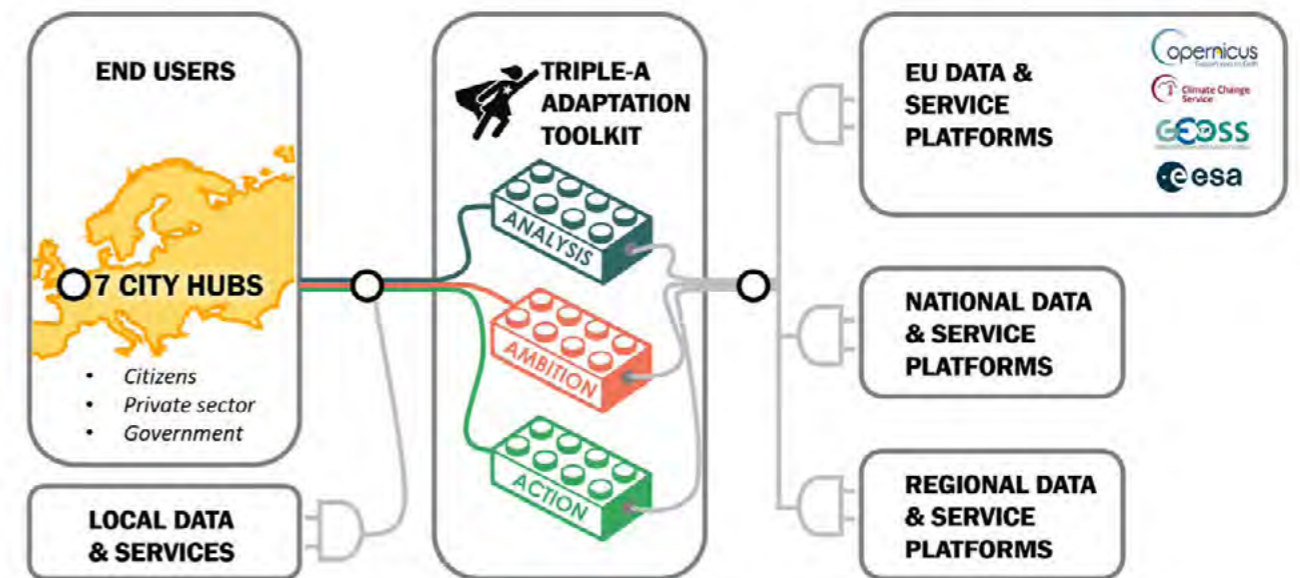 END USERS
7 CITY HUBS
• Citizens
• Private sector
• Government
LOCAL DATA
& SERVICES
TRIPLE-A
ADAPTATION
TOOLKIT
ANALYSIS
AMBITION
ACTION
EU DATA &
SERVICE
PLATFORMS
opernicus
Climate Change
Service
GEOSS
esa
NATIONAL DATA
& SERVICE
PLATFORMS
REGIONAL DATA
& SERVICE
PLATFORMS